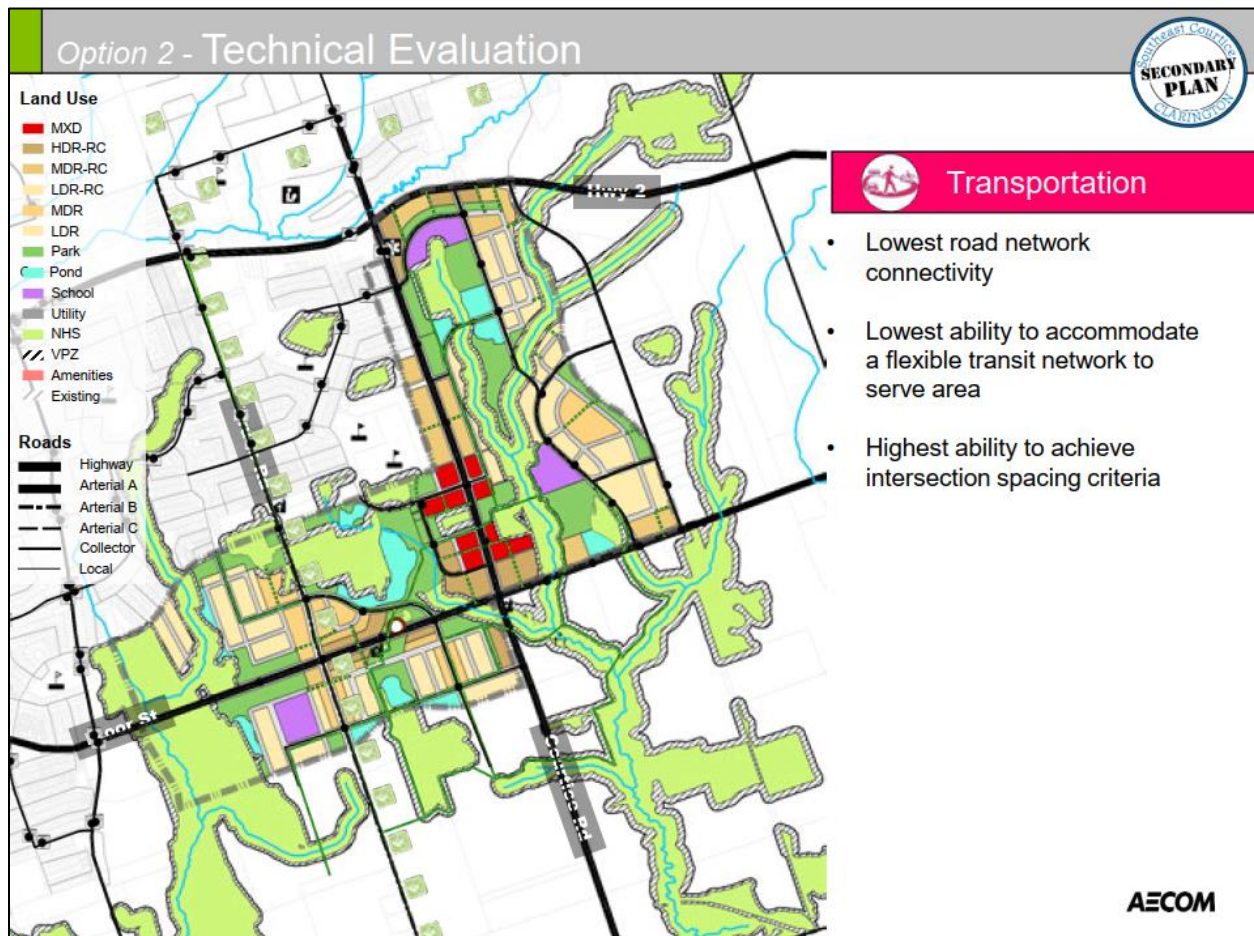 Option 2 - Technical Evaluation
Southeast Courtice
SECONDARY
PLAN
CLARINGTON
Land Use
MXD
HDR-RC
MDR-RC
LDR-RC
MDR
LDR
Park
Pond
School
Utility
NHS
VPZ
Amenities
Existing
Roads
Highway
Arterial A
Arterial B
Arterial C
Collector
Local
Hwy 2
Transportation
• Lowest road network
connectivity
• Lowest ability to accommodate
a flexible transit network to
serve area
• Highest ability to achieve
intersection spacing criteria
AECOM